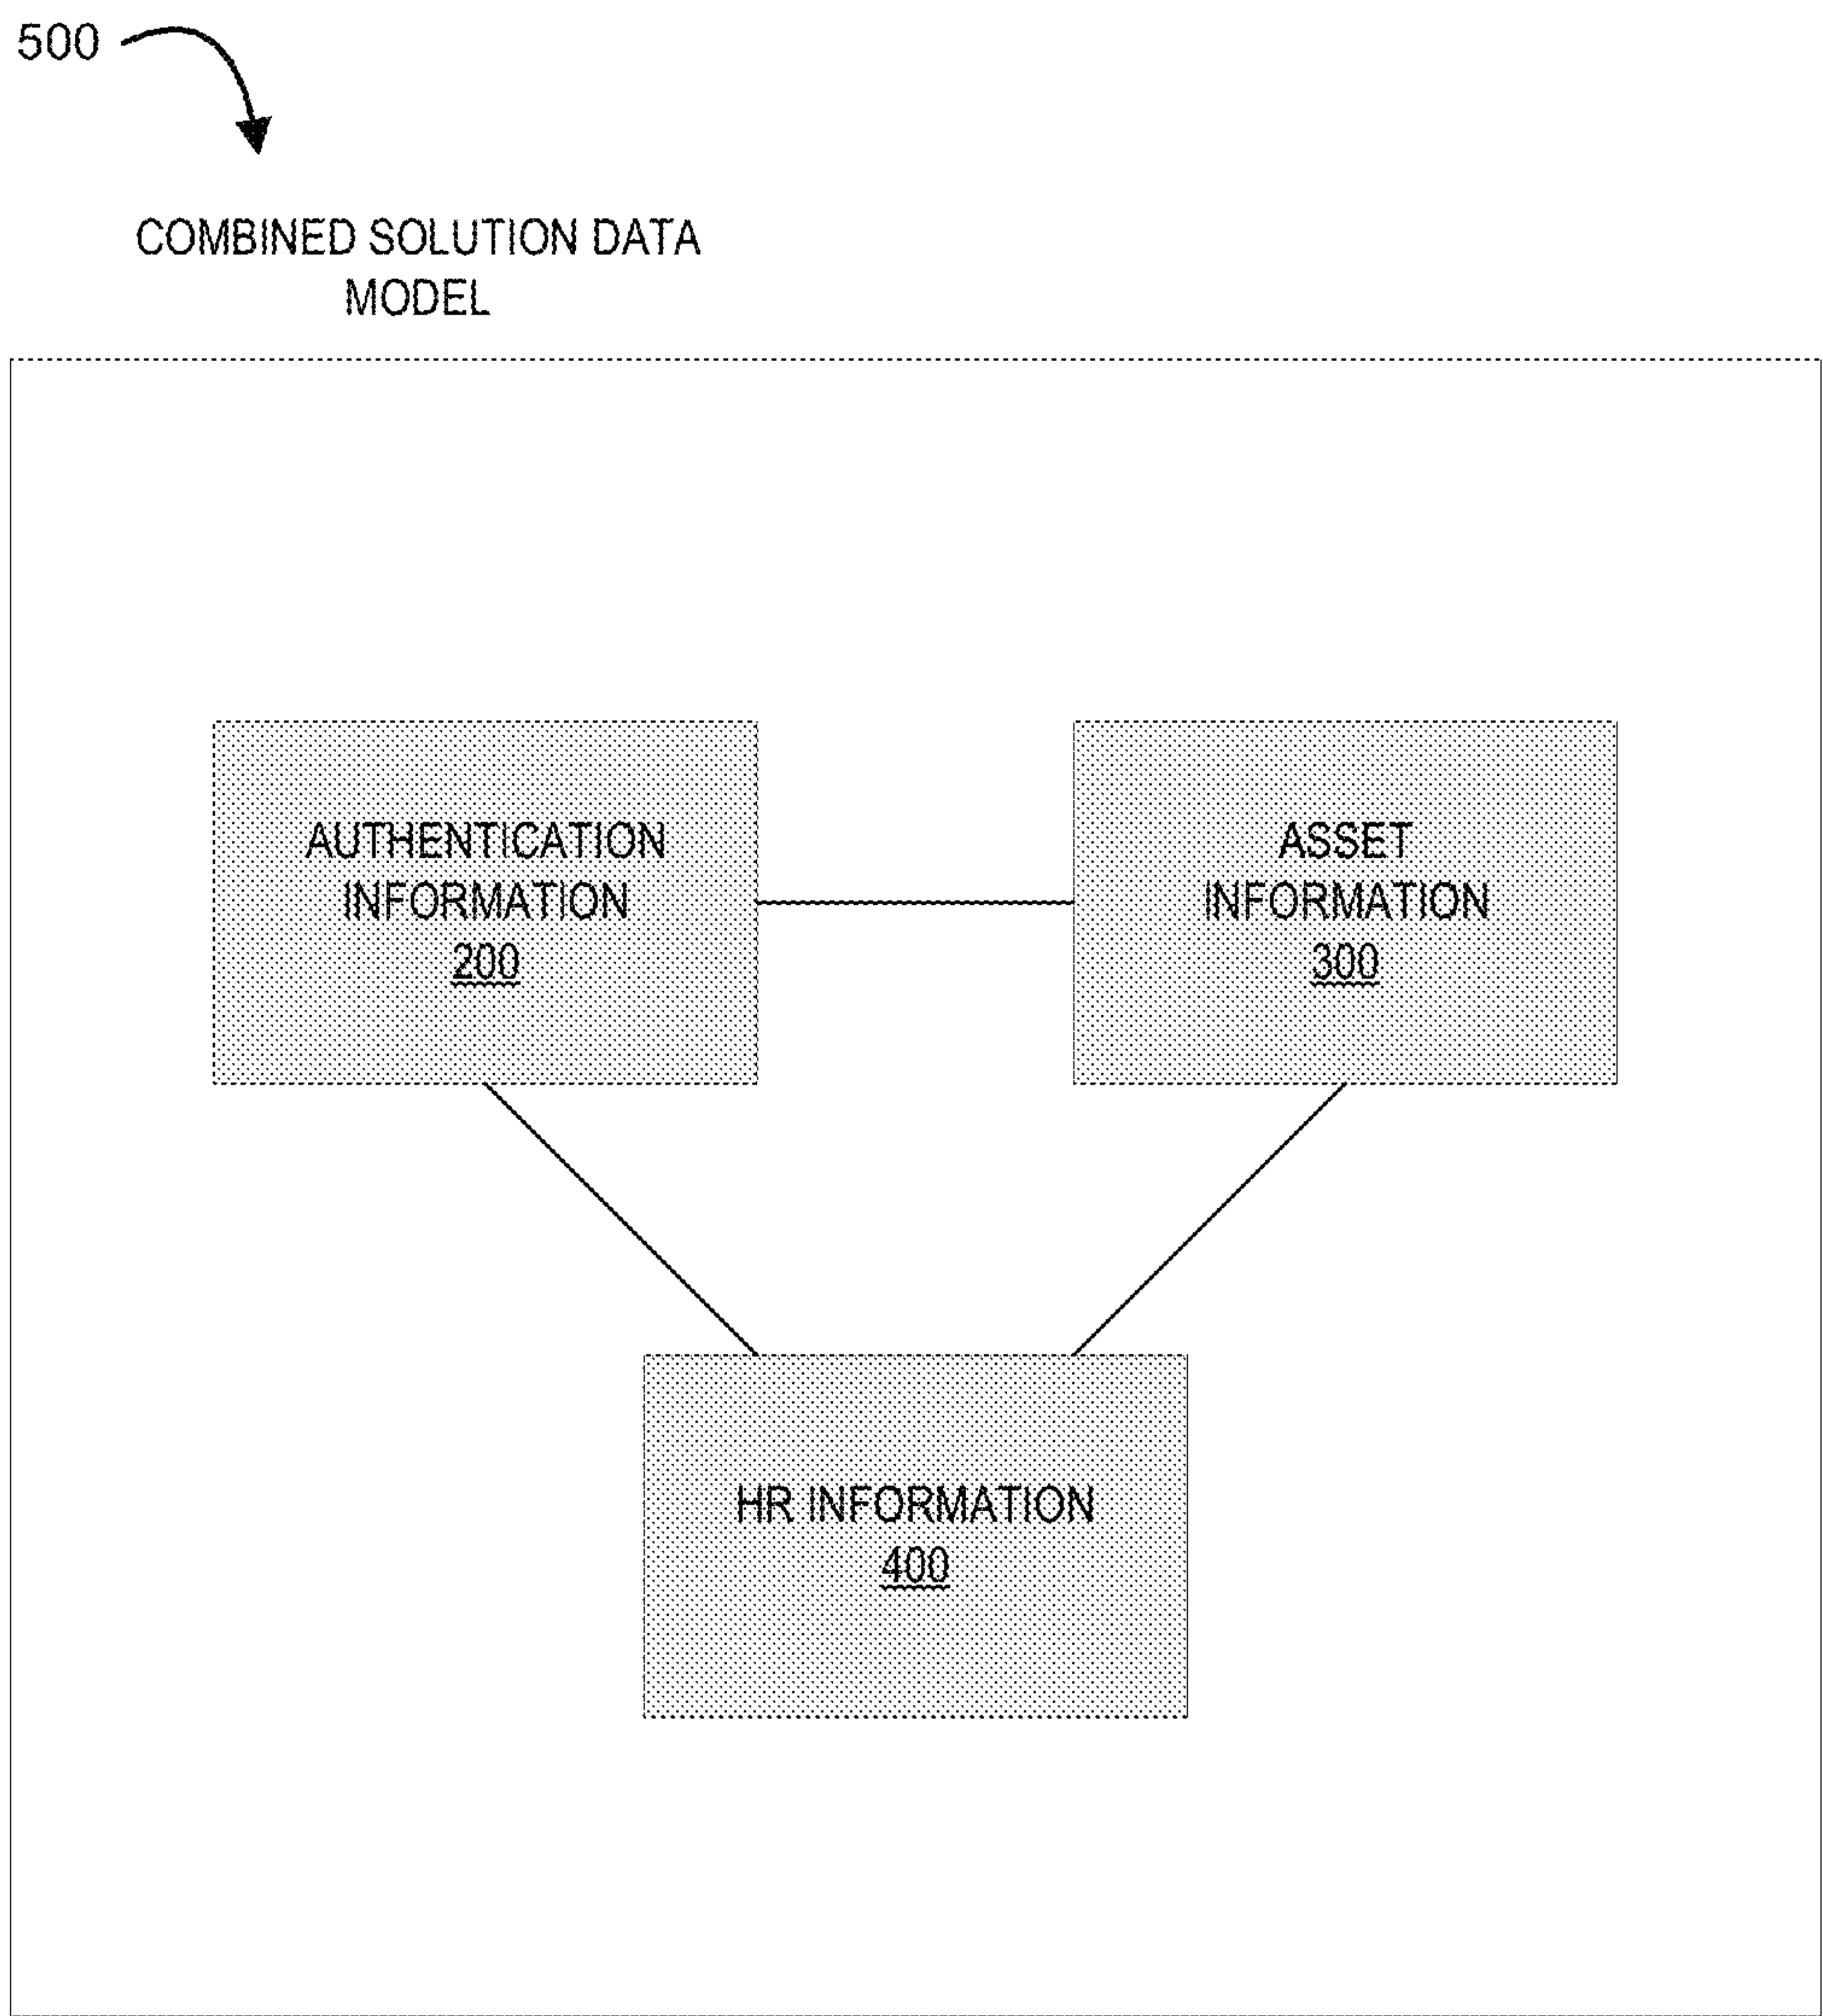 500
COMBINED SOLUTION DATA
MODEL
AUTHENTICATION
INFORMATION
200
ASSET
INFORMATION
300
HR INFORMATION
400